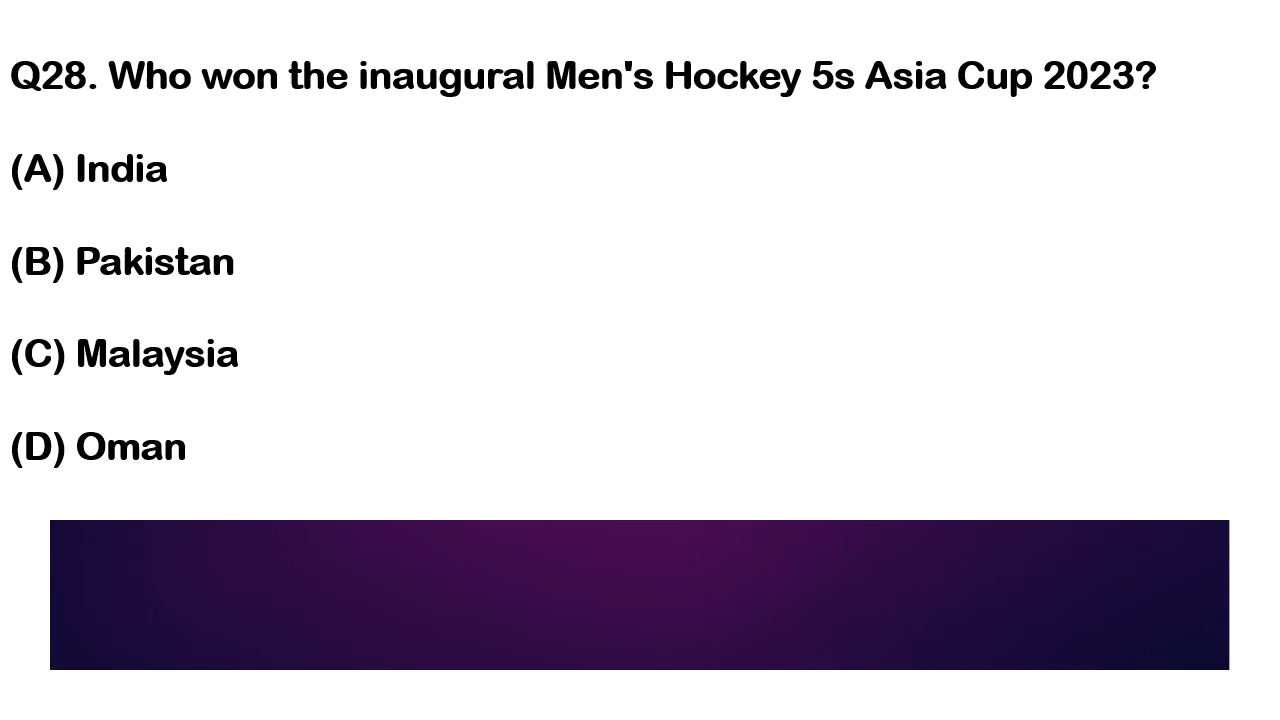 Q28. Who won the inaugural Men's Hockey 5s Asia Cup 2023?
(A) India
(B) Pakistan
(C) Malaysia
(D) Oman